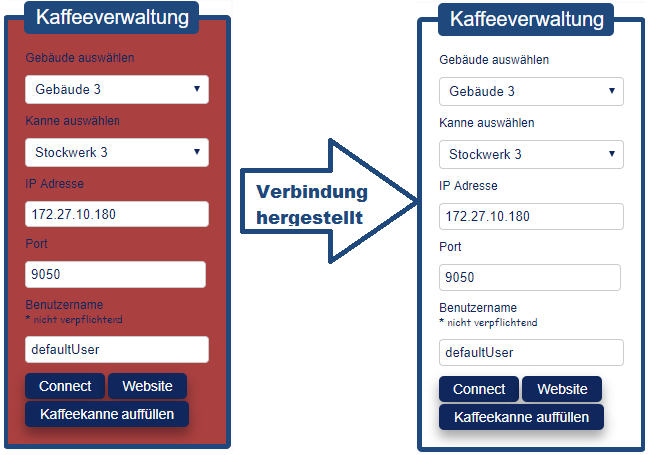 Kaffeeverwaltung
Gebäude auswählen
Gebäude 3
Kanne auswählen
Stockwerk 3
IP Adresse
172.27.10.180
Port
9050
Benutzername
* nicht verpflichtend
defaultUser
Connect Website
Kaffeekanne auffüllen
Verbindung
hergestellt
Kaffeeverwaltung
Gebäude auswählen
Gebäude 3
Kanne auswählen
Stockwerk 3
IP Adresse
172.27.10.180
Port
9050
Benutzername
* nicht verpflichtend
defaultUser
Connect Website
Kaffeekanne auffüllen